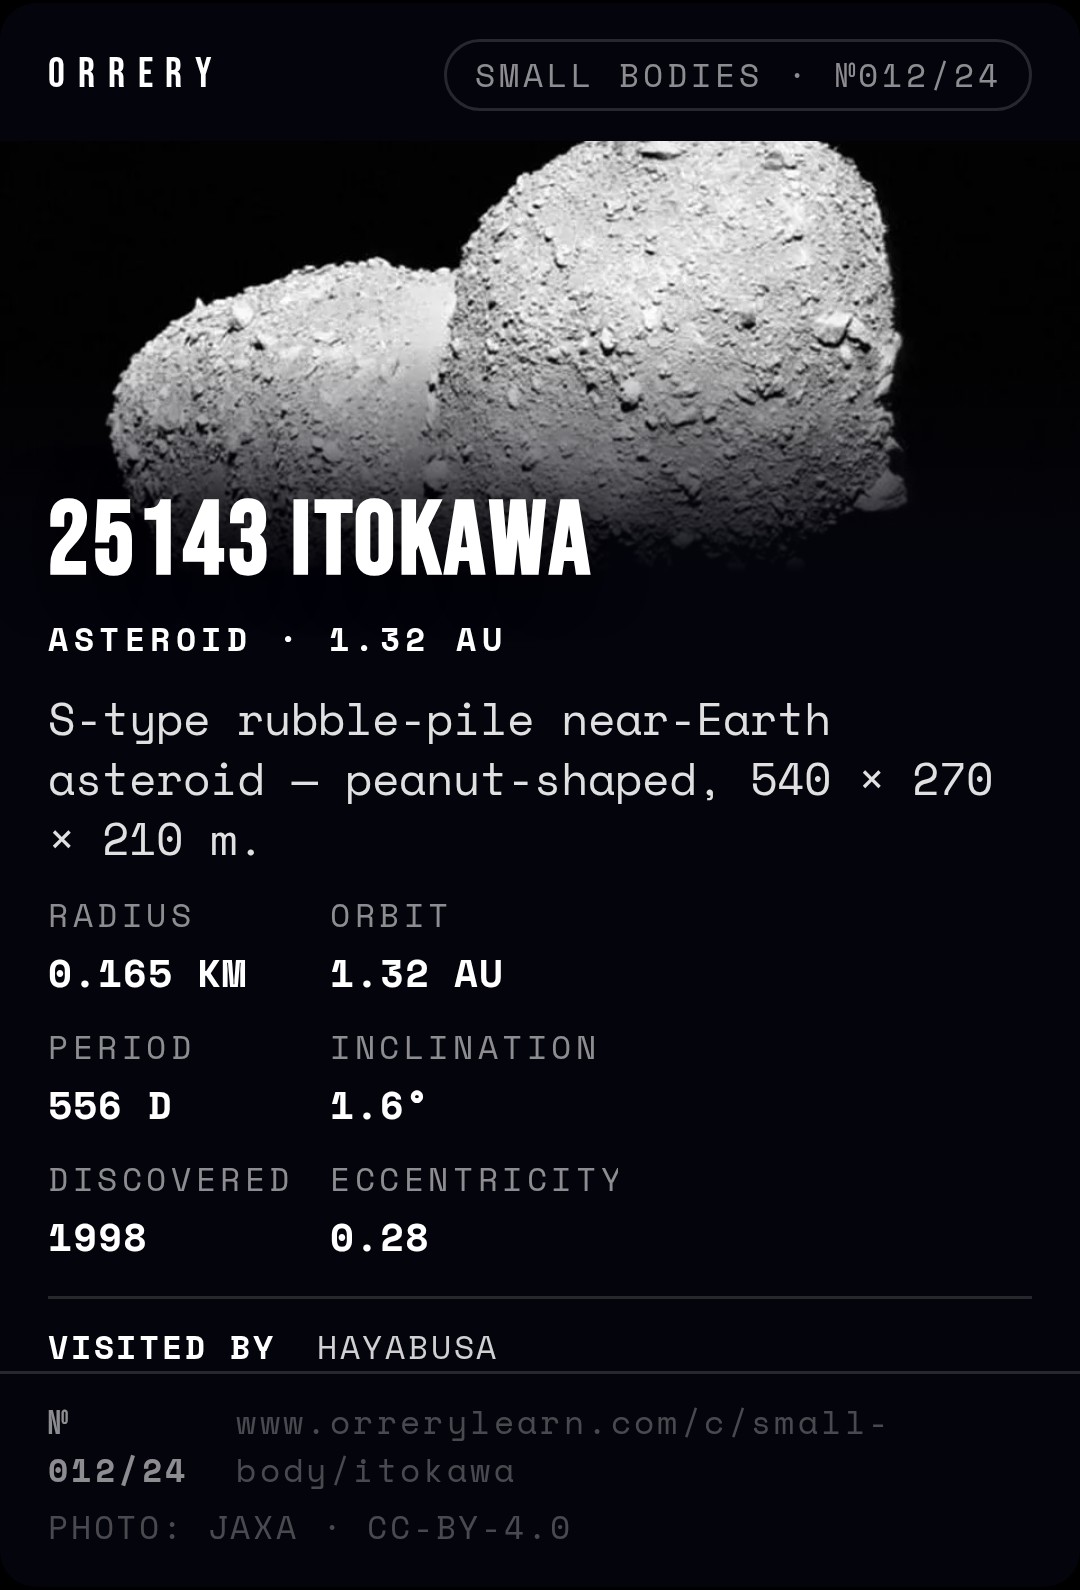 ORRERY
SMALL BODIES · №012/24
25143 ITOKAWA
ASTEROID · 1.32 AU
S-type rubble-pile near-Earth
asteroid — peanut-shaped, 540 × 270
× 210 m.
RADIUS ORBIT
0.165 KM 1.32 AU
PERIOD INCLINATION
556 D 1.6°
DISCOVERED ECCENTRICITY
1998 0.28
VISITED BY HAYABUSA
№ www.orrerylearn.com/c/small-
012/24 body/itokawa
PHOTO: JAXA · CC-BY-4.0